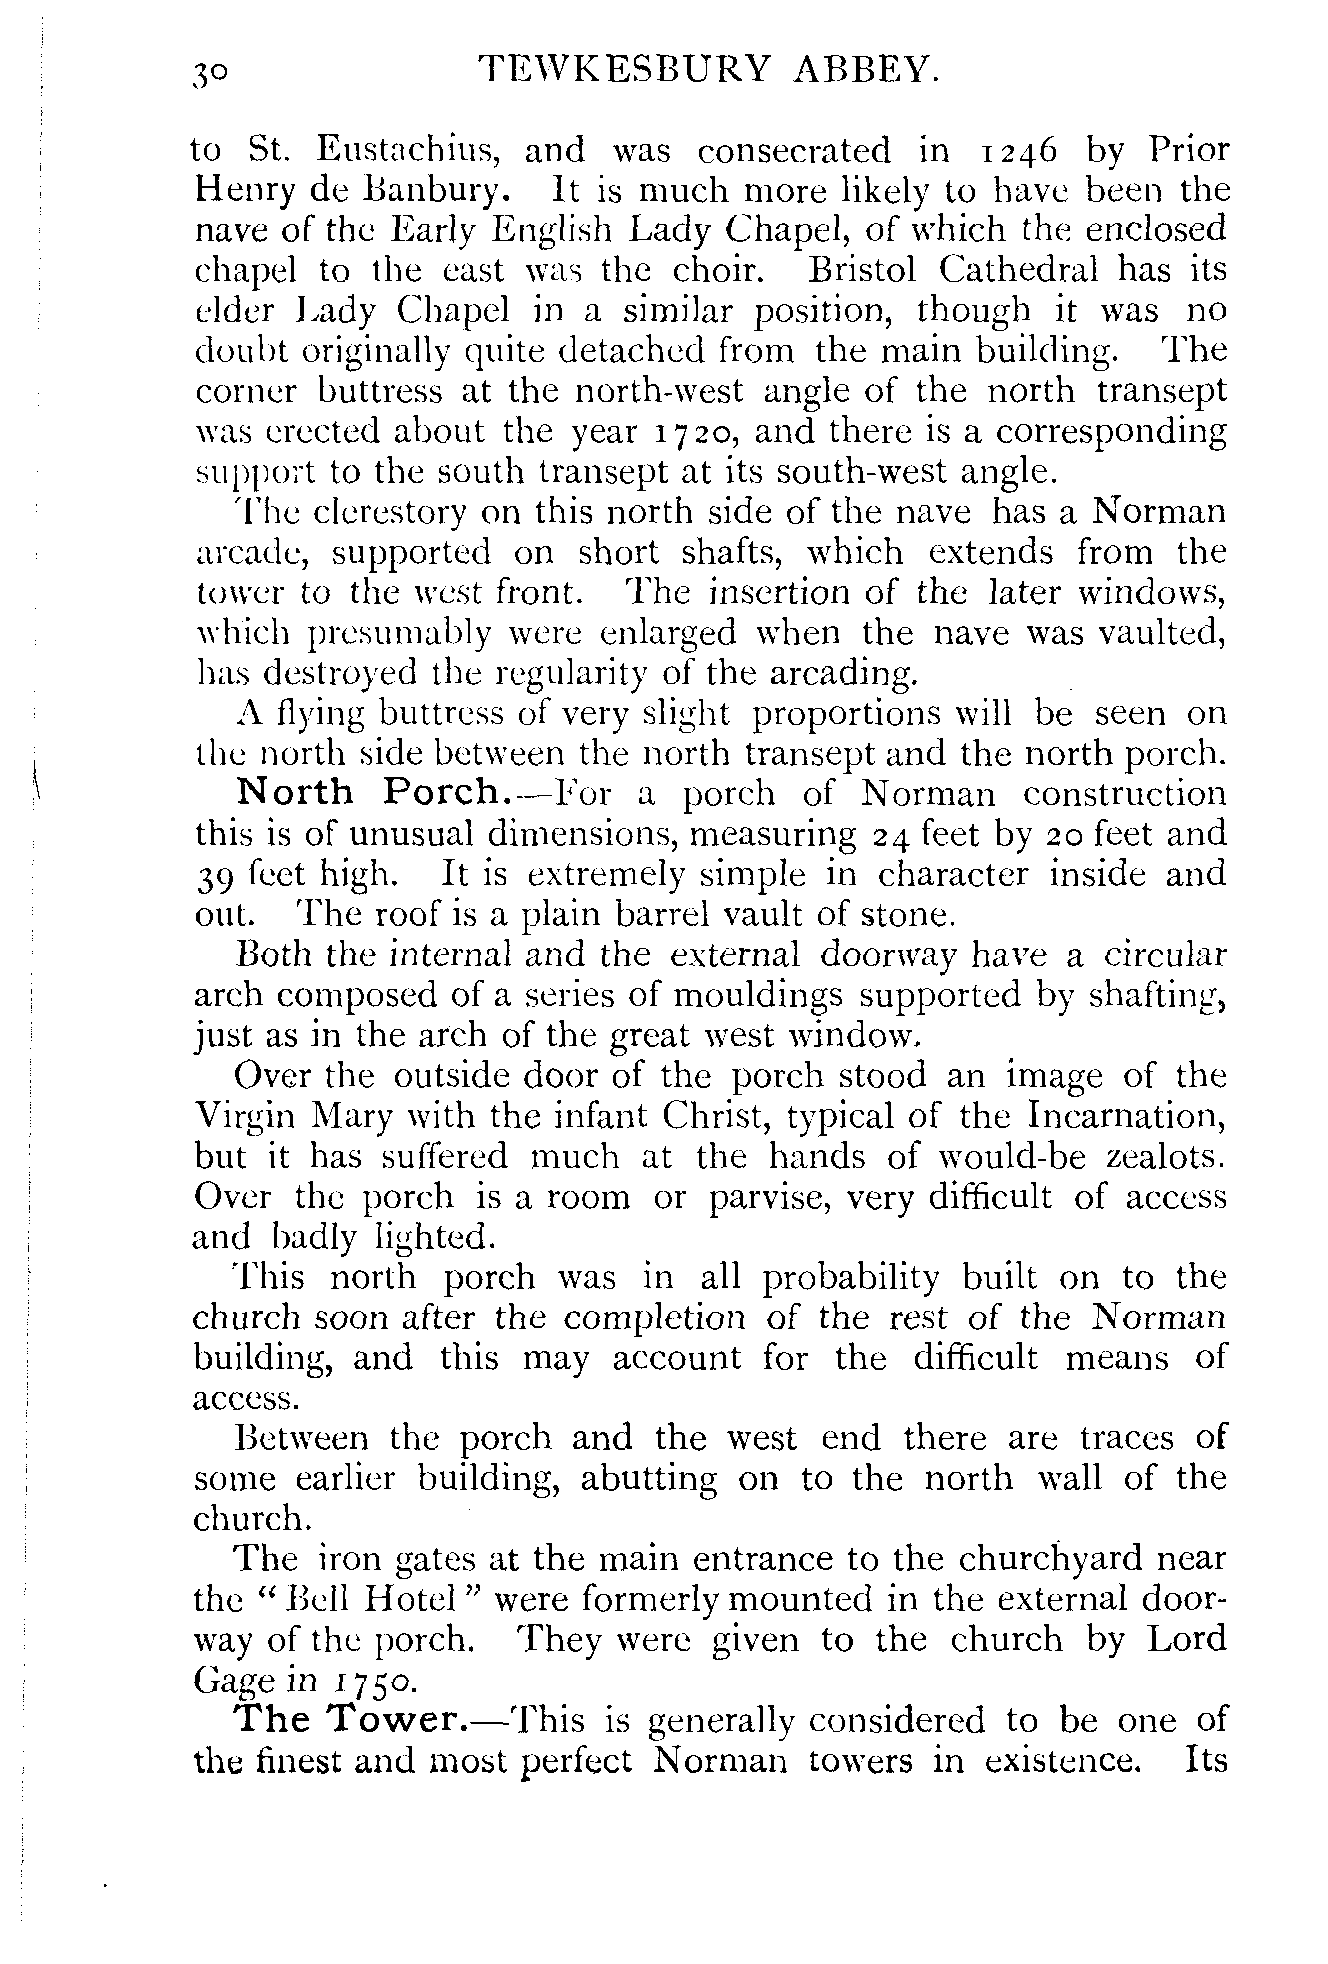 30 TEWKESBURY ABBEY.
to St. Eustachius, and was consecrated in 1246 by Prior
Henry de Banbury. It is much more likely to have been the
nave of the Early English Lady Chapel, of which the enclosed
chapel to the east was the choir. Bristol Cathedral has its
elder Lady Chapel in a similar position, though it was no
doubt originally quite detached from the main building. The
corner buttress at the north-west angle of the north transept
was erected about the year 1720, and there is a corresponding
support to the south transept at its south-west angle.
The clerestory on this north side of the nave has a Norman
arcade, supported on short shafts, which extends from the
tower to the west front. The insertion of the later windows,
which presumably were enlarged when the nave was vaulted,
has destroyed the regularity of the arcading.
A flying buttress of very slight proportions will be seen on
the north side between the north transept and the north porch.
North Porch.—For a porch of Norman construction
this is of unusual dimensions, measuring 24 feet by 20 feet and
39 feet high. It is extremely simple in character inside and
out. The roof is a plain barrel vault of stone.
Both the internal and the external doorway have a circular
arch composed of a series of mouldings supported by shafting,
just as in the arch of the great west window.
Over the outside door of the porch stood an image of the
Virgin Mary with the infant Christ, typical of the Incarnation,
but it has suffered much at the hands of would-be zealots.
Over the porch is a room or parvise, very difficult of access
and badly lighted.
This north porch was in all probability built on to the
church soon after the completion of the rest of the Norman
building, and this may account for the difficult means of
access.
Between the porch and the west end there are traces of
some earlier building, abutting on to the north wall of the
church.
The iron gates at the main entrance to the churchyard near
the “Bell Hotel” were formerly mounted in the external door-
way of the porch. They were given to the church by Lord
Gage in 1750.
The Tower.—This is generally considered to be one of
the finest and most perfect Norman towers in existence. Its